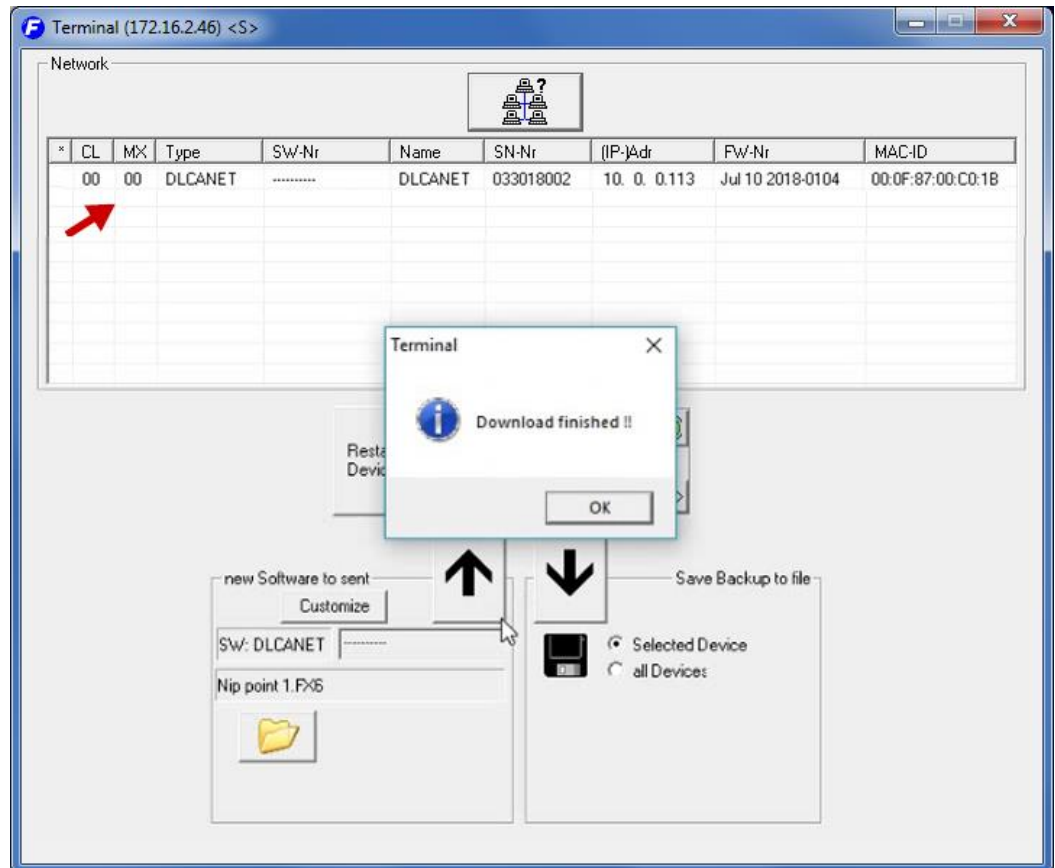 Terminal (172.16.2.46) <S>
Network
?
* CL MX Type SW-Nr Name SN-Nr (IP-)Adr FW-Nr MAC-ID
00 00 DLCANET ---------- DLCANET 033018002 10. 0. 0.113 Jul 10 2018-0104 00:0F:87:00:C0:1B
Terminal
Download finished !!
OK
new Software to sent
Customize
SW: DLCANET ----------
Nip point 1.FX6
Save Backup to file
Selected Device
all Devices